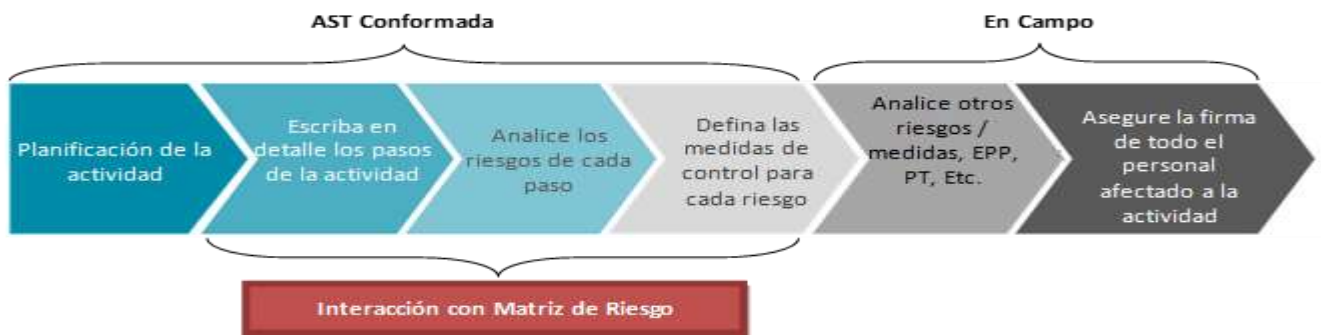 AST Conformada
En Campo
Planificación de la
actividad
Escriba en
detalle los pasos
de la actividad
Analice los
riesgos de cada
paso
Defina las
medidas de
control para
cada riesgo
Analice otros
riesgos /
medidas, EPP,
PT, Etc.
Asegure la firma
de todo el
personal
afectado a la
actividad
Interacción con Matriz de Riesgo